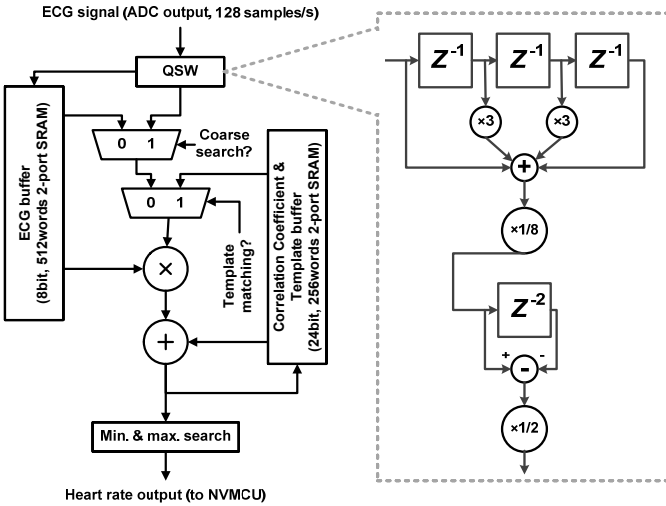 ECG signal (ADC output, 128 samples/s)
QSW
ECG buffer
(8bit, 512words 2-port SRAM)
0 1
Coarse
search?
0 1
Template
matching?
Correlation Coefficient &
Template buffer
(24bit, 256words 2-port SRAM)
×
+
Min. & max. search
Heart rate output (to NVMCU)
Z-1
Z-1
Z-1
×3
×3
+
×1/8
Z-2
+
-
-
×1/2